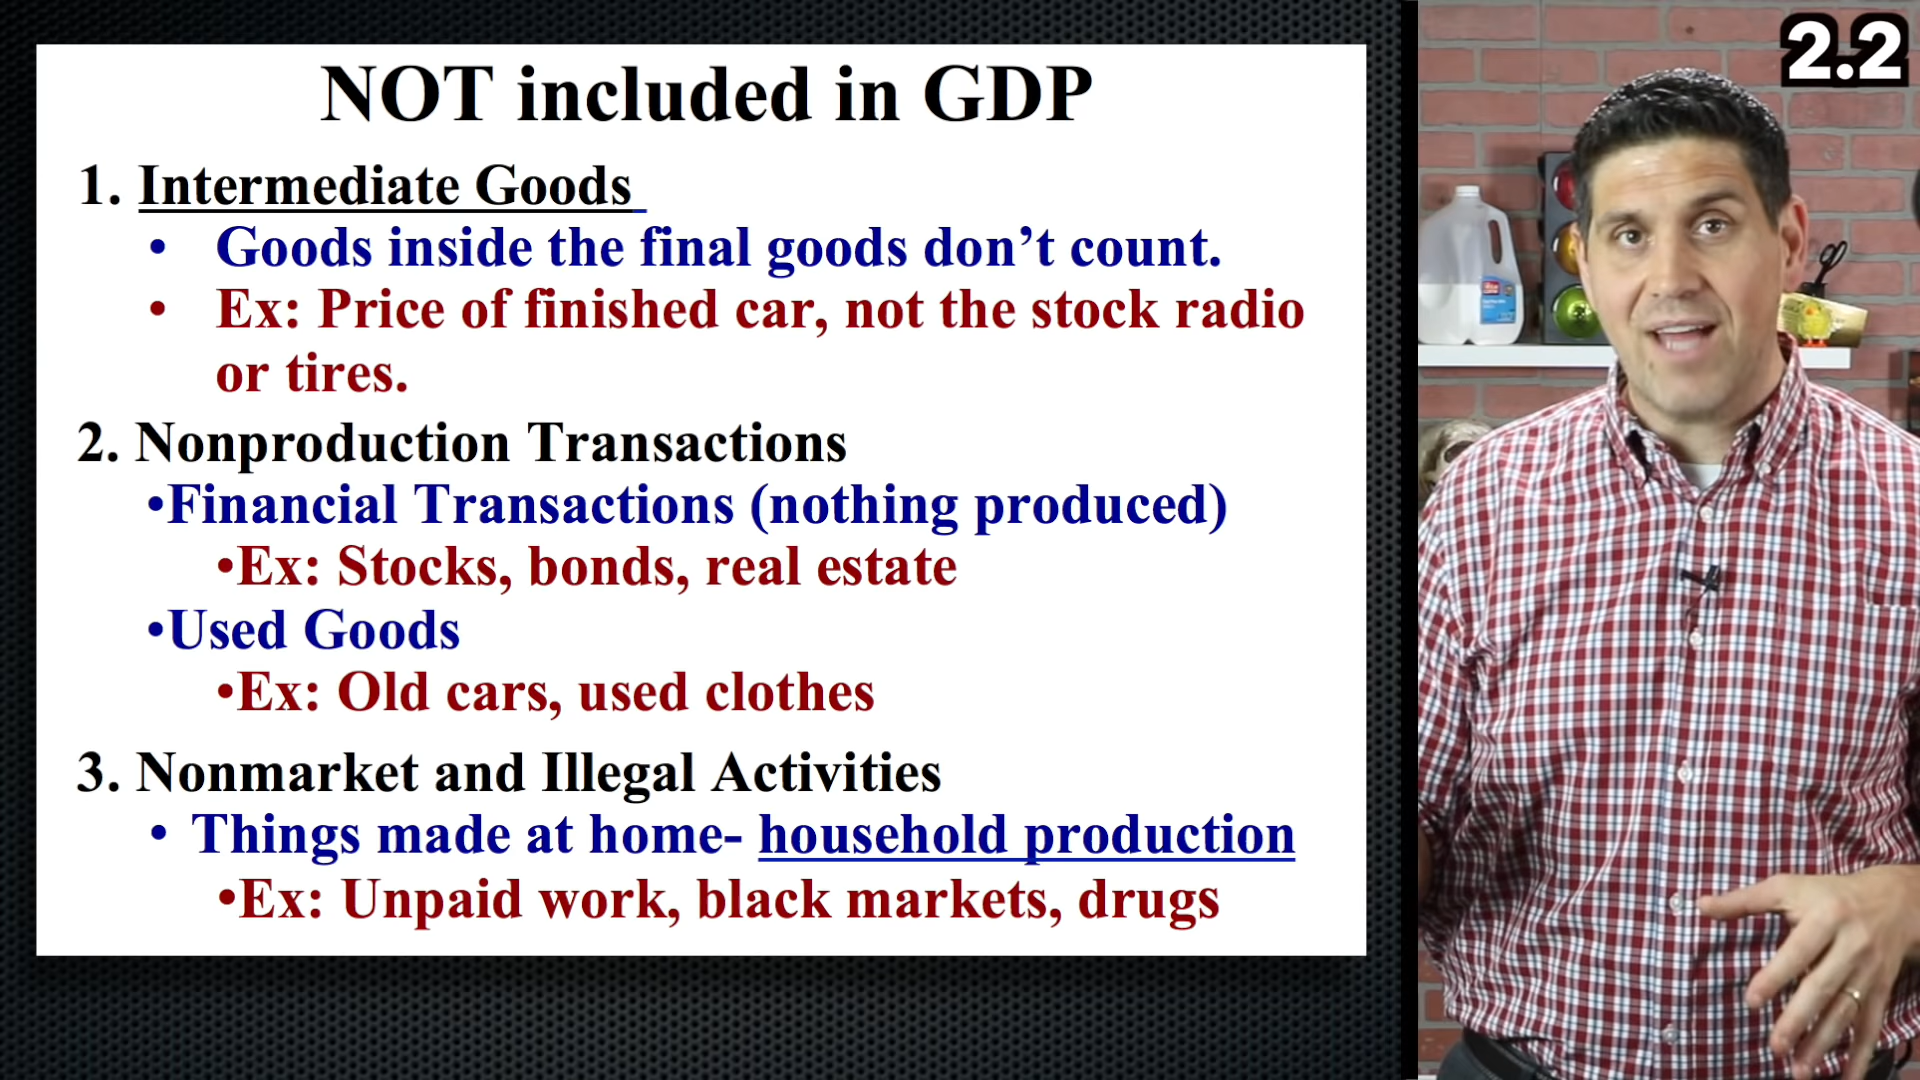 NOT included in GDP
1. Intermediate Goods
• Goods inside the final goods don’t count.
• Ex: Price of finished car, not the stock radio
or tires.
2. Nonproduction Transactions
•Financial Transactions (nothing produced)
•Ex: Stocks, bonds, real estate
•Used Goods
•Ex: Old cars, used clothes
3. Nonmarket and Illegal Activities
• Things made at home- household production
•Ex: Unpaid work, black markets, drugs
2.2